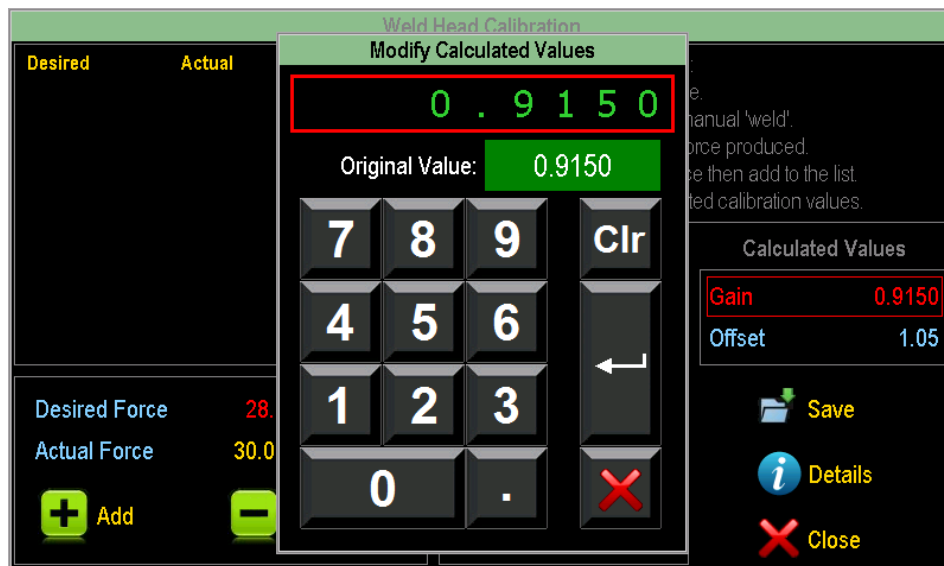 Weld Head Calibration
Modify Calculated Values
Desired Actual
0.9150
Original Value: 0.9150
7 8 9 Clr
4 5 6
1 2 3
0 .
e.
manual 'weld'.
orce produced.
ce then add to the list.
ted calibration values.
Calculated Values
Gain 0.9150
Offset 1.05
Desired Force 28.
Actual Force 30.0
Add
Save
Details
Close